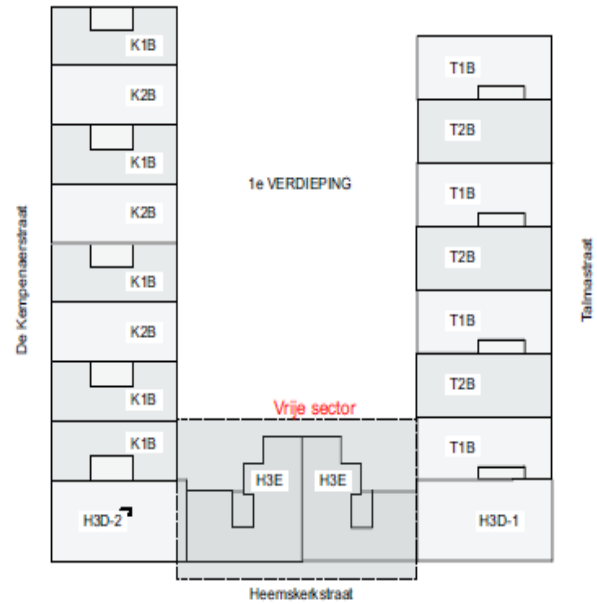 K1B
K2B
K1B
K2B
K1B
K2B
K1B
K1B
H3D-2
De Kempenaerstraat
1e VERDIEPING
Vrije sector
H3E
H3E
Heemskerkstraat
T1B
T2B
T1B
T2B
T1B
T2B
T1B
H3D-1
Talmastraat